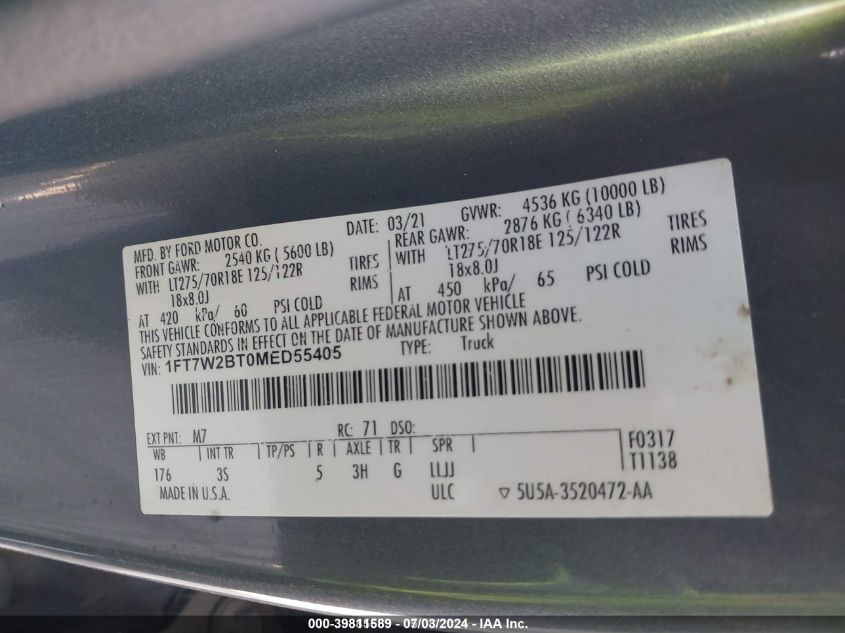 MFD. BY FORD MOTOR CO. DATE: 03/21 GVWR: 4536 KG (10000 LB)
FRONT GAWR: 2540 KG ( 5600 LB) REAR GAWR: 2876 KG ( 6340 LB)
WITH LT275/70R18E 125/122R TIRES WITH LT275/70R18E 125/122R TIRES
18x8.0J RIMS 18x8.0J RIMS
AT 420 kPa/ 60 PSI COLD AT 450 kPa/ 65 PSI COLD
THIS VEHICLE CONFORMS TO ALL APPLICABLE FEDERAL MOTOR VEHICLE
SAFETY STANDARDS IN EFFECT ON THE DATE OF MANUFACTURE SHOWN ABOVE.
VIN: 1FT7W2BT0MED55405 TYPE: Truck
EXT PNT: M7 RC: 71 DSO:
WB INT TR TP/PS R AXLE TR SPR F0317
176 3S 5 3H G LLJJ T1138
MADE IN U.S.A. ULC ▽ 5U5A-3520472-AA
000-39811589 - 07/03/2024 - IAA Inc.